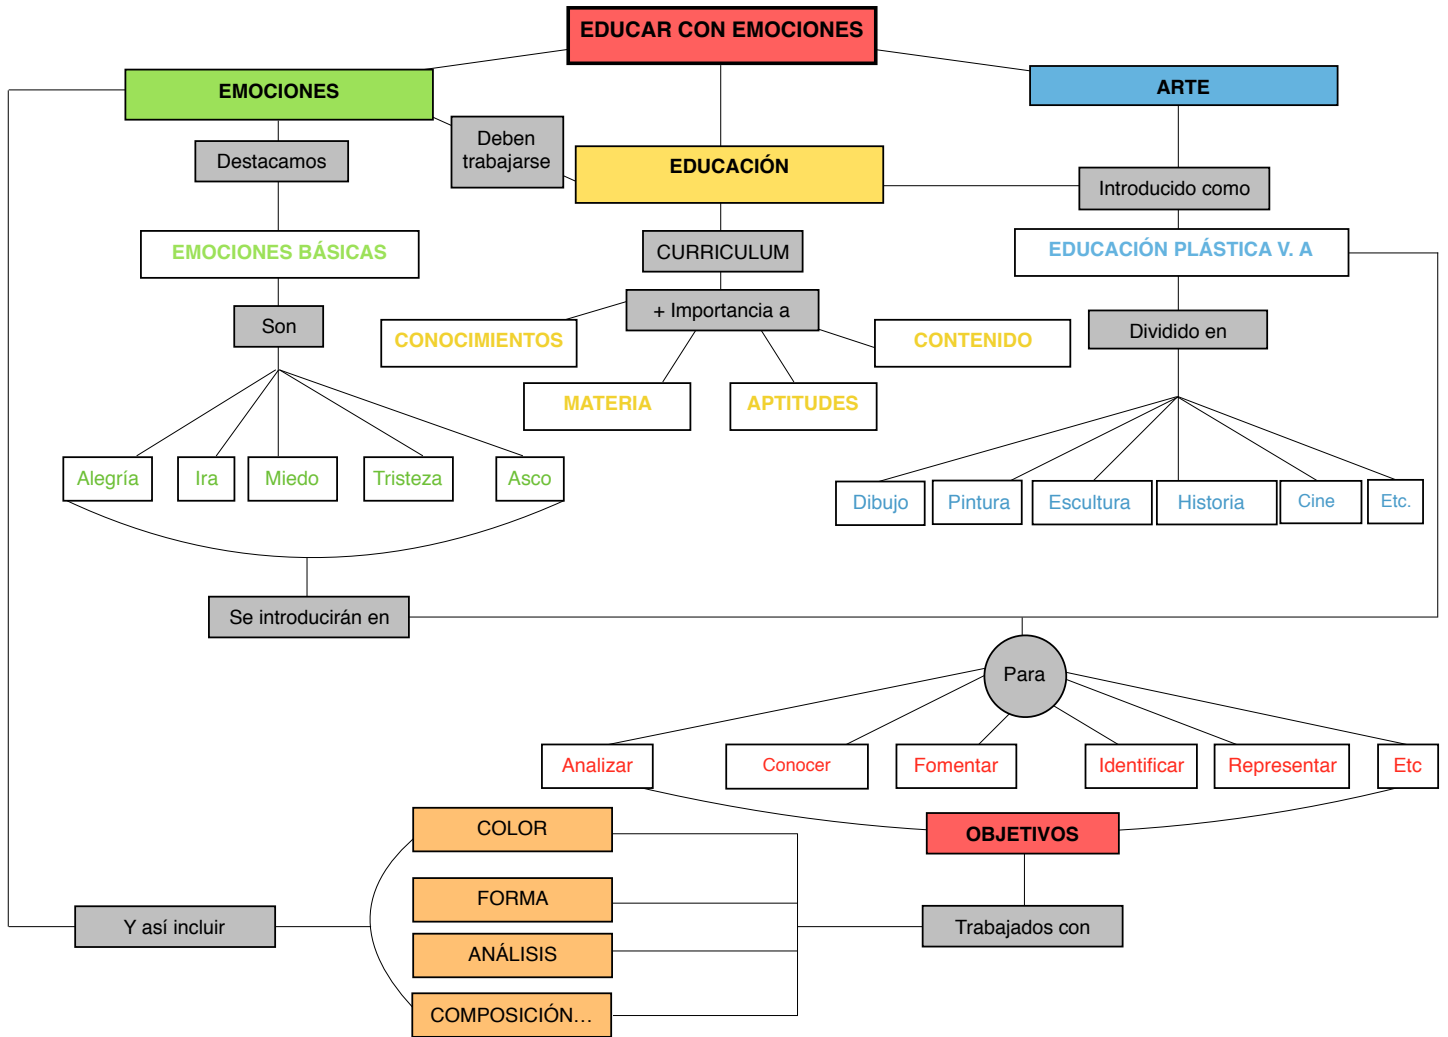 EDUCAR CON EMOCIONES
EMOCIONES
ARTE
Deben
trabajarse
Destacamos
EDUCACIÓN
Introducido como
EMOCIONES BÁSICAS
CURRICULUM
EDUCACIÓN PLÁSTICA V. A
Son
+ Importancia a
Dividido en
CONOCIMIENTOS
CONTENIDO
MATERIA
APTITUDES
Alegría
Ira
Miedo
Tristeza
Asco
Dibujo
Pintura
Escultura
Historia
Cine
Etc.
Se introducirán en
Para
Analizar
Conocer
Fomentar
Identificar
Representar
Etc
COLOR
OBJETIVOS
FORMA
Y así incluir
Trabajados con
ANÁLISIS
COMPOSICIÓN…